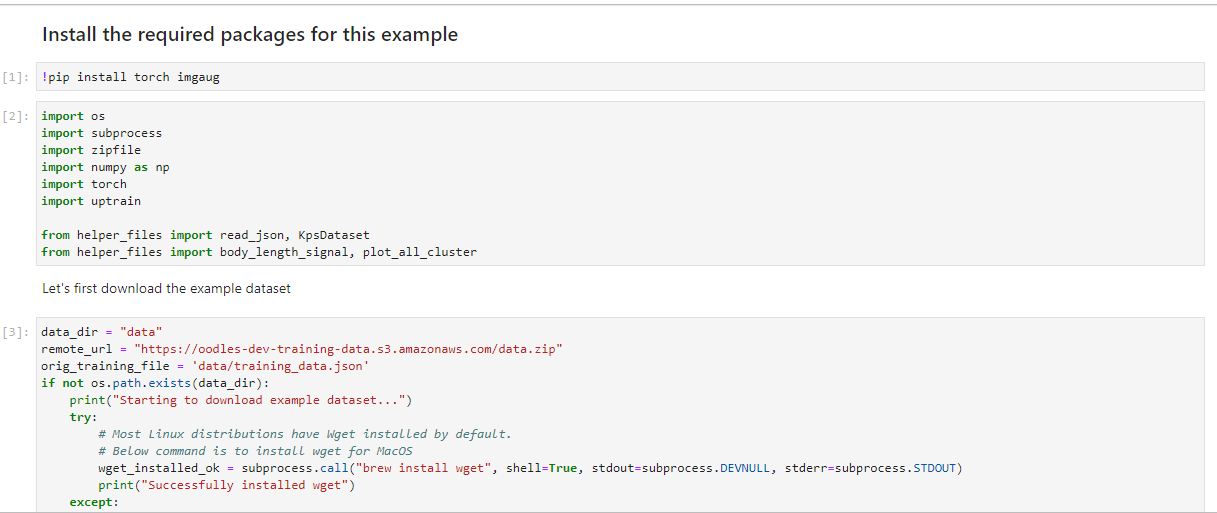 Install the required packages for this example
[1]: !pip install torch imgaug
[2]: import os
import subprocess
import zipfile
import numpy as np
import torch
import uptrain

from helper_files import read_json, KpsDataset
from helper_files import body_length_signal, plot_all_cluster
Let's first download the example dataset
[3]: data_dir = "data"
remote_url = "https://oodles-dev-training-data.s3.amazonaws.com/data.zip"
orig_training_file = 'data/training_data.json'
if not os.path.exists(data_dir):
    print("Starting to download example dataset...")
    try:
        # Most Linux distributions have Wget installed by default.
        # Below command is to install wget for MacOS
        wget_installed_ok = subprocess.call("brew install wget", shell=True, stdout=subprocess.DEVNULL, stderr=subprocess.STDOUT)
        print("Successfully installed wget")
    except: